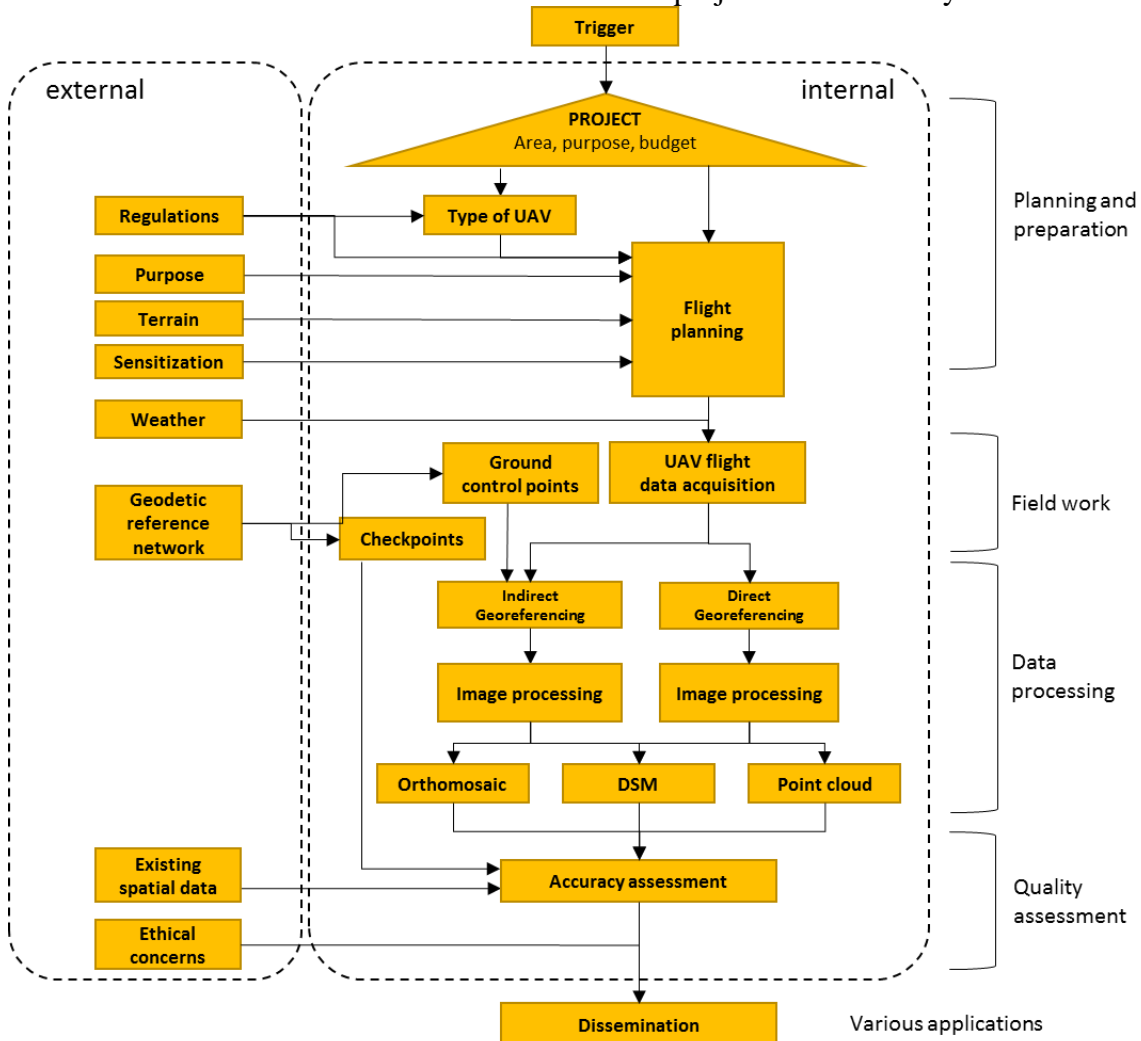 Trigger
external
internal
PROJECT
Area, purpose, budget
Regulations
Type of UAV
Planning and
preparation
Purpose
Terrain
Sensitization
Flight
planning
Weather
Ground
control points
UAV flight
data acquisition
Geodetic
reference
network
Checkpoints
Field work
Indirect
Georeferencing
Direct
Georeferencing
Image processing
Image processing
Data
processing
Orthomosaic
DSM
Point cloud
Existing
spatial data
Accuracy assessment
Quality
assessment
Ethical
concerns
Dissemination
Various applications